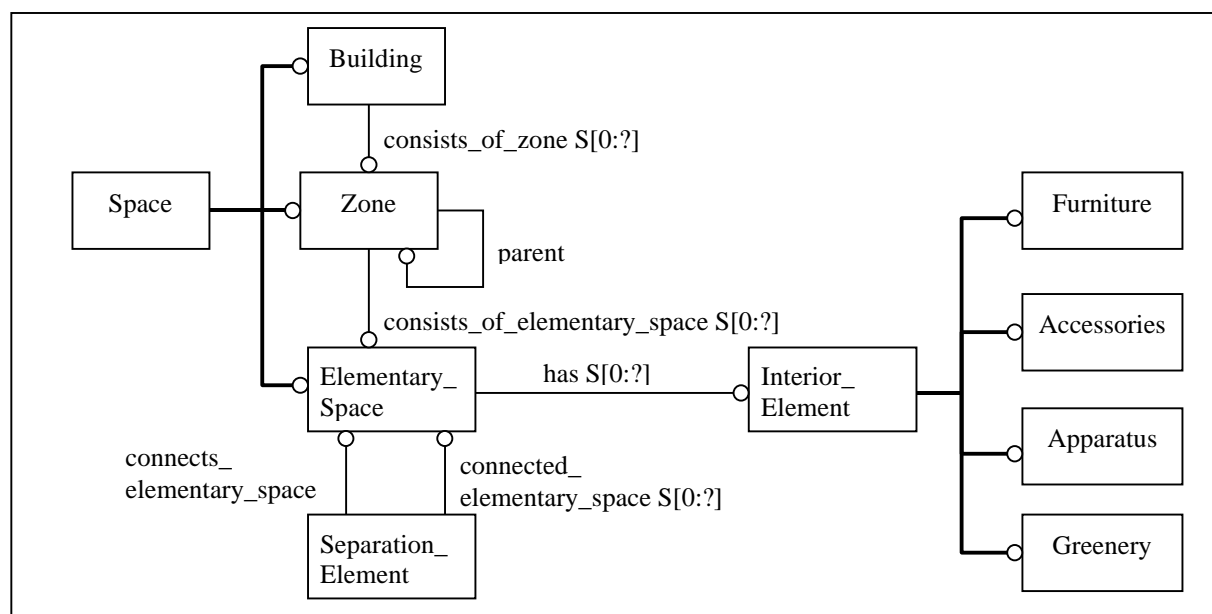 Building
consists_of_zone S[0:?]
Space
Zone
Furniture
parent
consists_of_elementary_space S[0:?]
Accessories
Elementary_
Space
has S[0:?]
Interior_
Element
Apparatus
connects_
elementary_space
connected_
elementary_space S[0:?]
Separation_
Element
Greenery